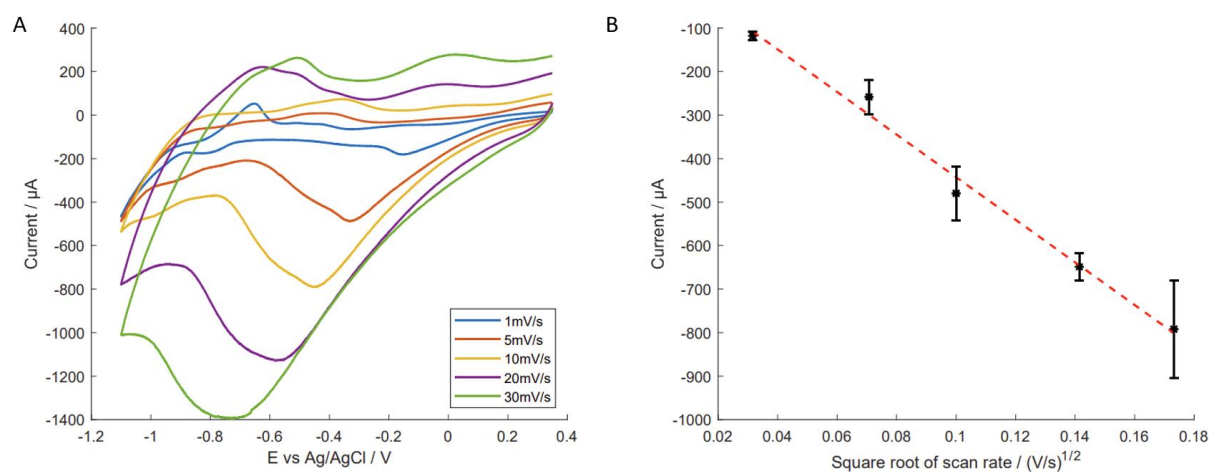 A
400
200
0
-200
-400
-600
-800
-1000
-1200
-1400
Current / µA
-1.2 -1 -0.8 -0.6 -0.4 -0.2 0 0.2 0.4
E vs Ag/AgCl / V
1mV/s
5mV/s
10mV/s
20mV/s
30mV/s
B
-100
-200
-300
-400
-500
-600
-700
-800
-900
-1000
Current / µA
0.02 0.04 0.06 0.08 0.1 0.12 0.14 0.16 0.18
Square root of scan rate / (V/s)^1/2